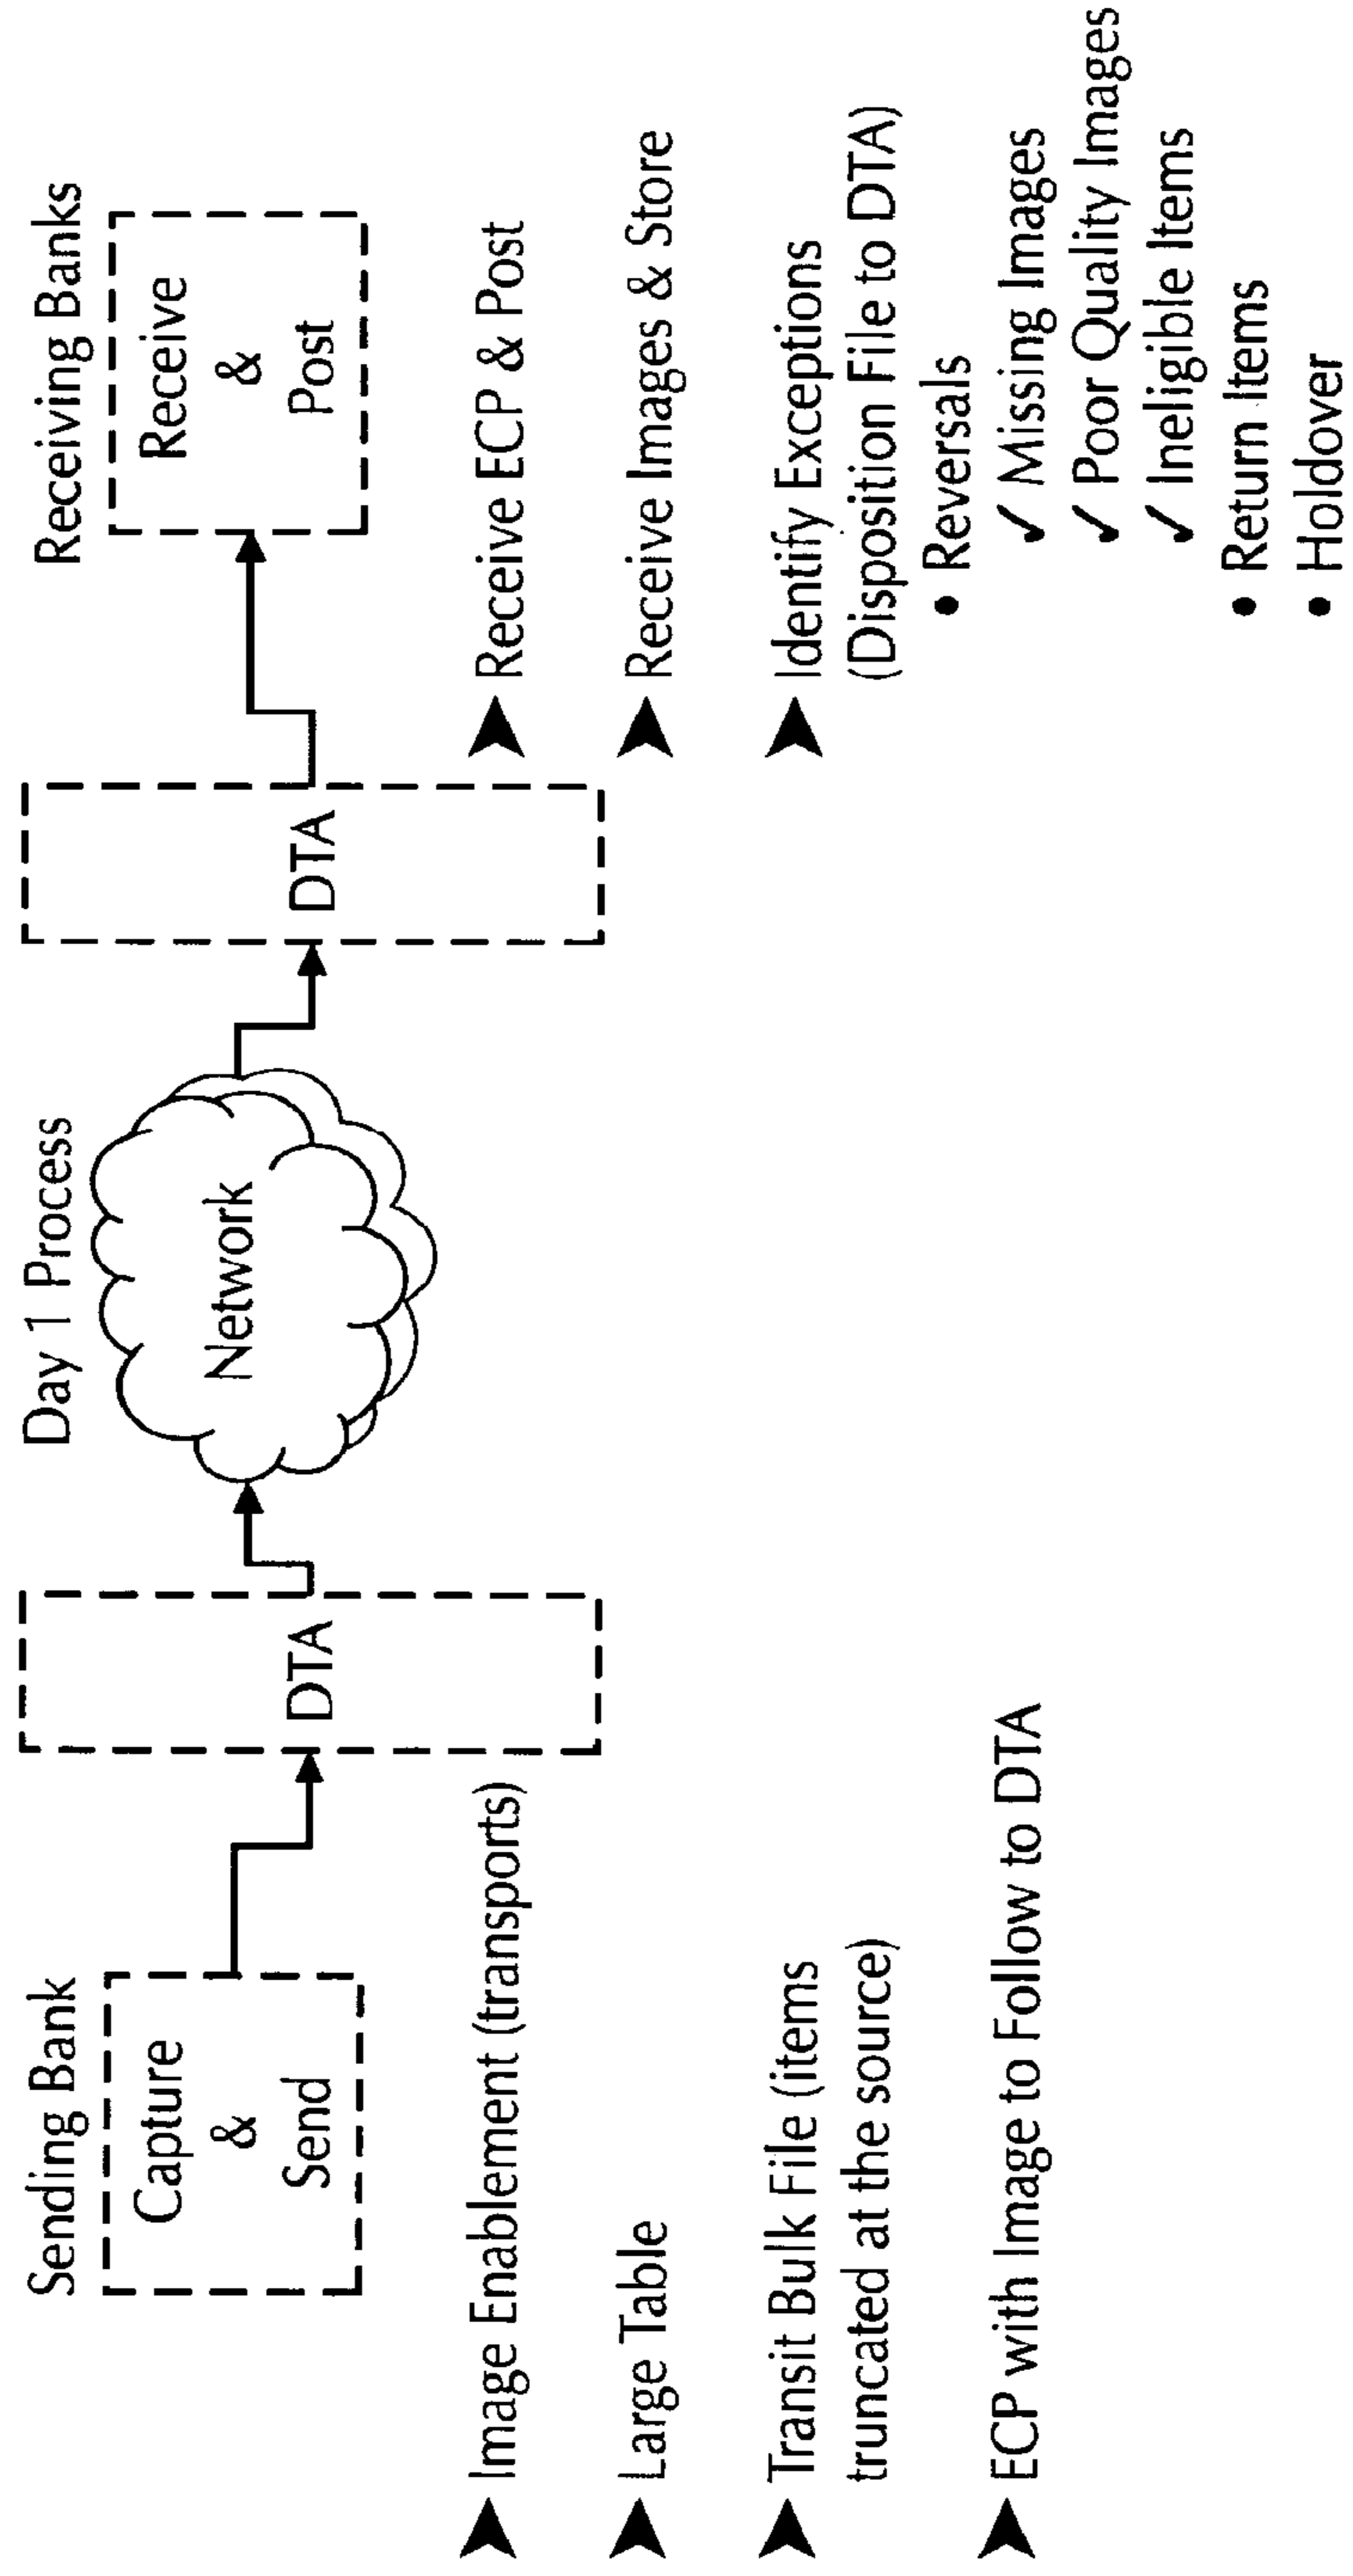 Day 1 Process
Sending Bank
Capture
&
Send
DTA
Network
DTA
Receiving Banks
Receive
&
Post
➤ Image Enablement (transports)
➤ Large Table
➤ Transit Bulk File (items
truncated at the source)
➤ ECP with Image to Follow to DTA
➤ Receive ECP & Post
➤ Receive Images & Store
➤ Identify Exceptions
(Disposition File to DTA)
• Reversals
✓ Missing Images
✓ Poor Quality Images
✓ Ineligible Items
• Return Items
• Holdover